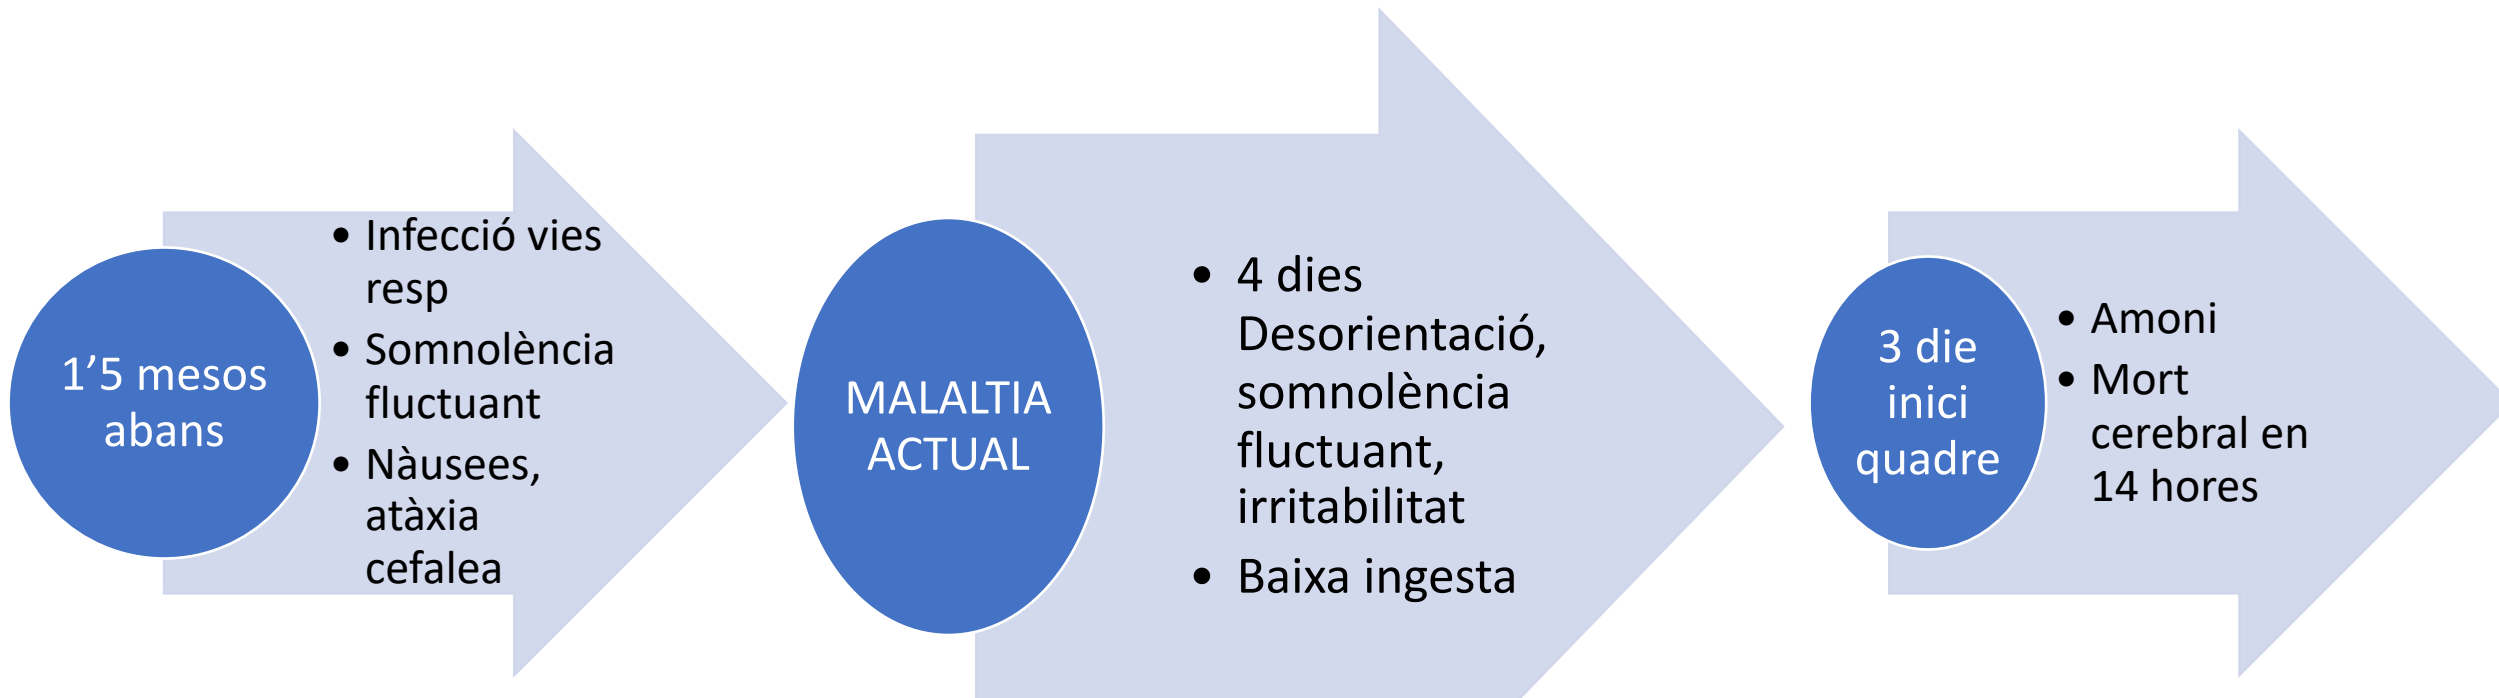 1’5 mesos
abans
• Infecció vies
resp
• Somnolència
fluctuant
• Nàusees,
atàxia
cefalea
MALALTIA
ACTUAL
• 4 dies
Desorientació,
somnolència
fluctuant,
irritabilitat
• Baixa ingesta
3 die
inici
quadre
• Amoni
• Mort
cerebral en
14 hores